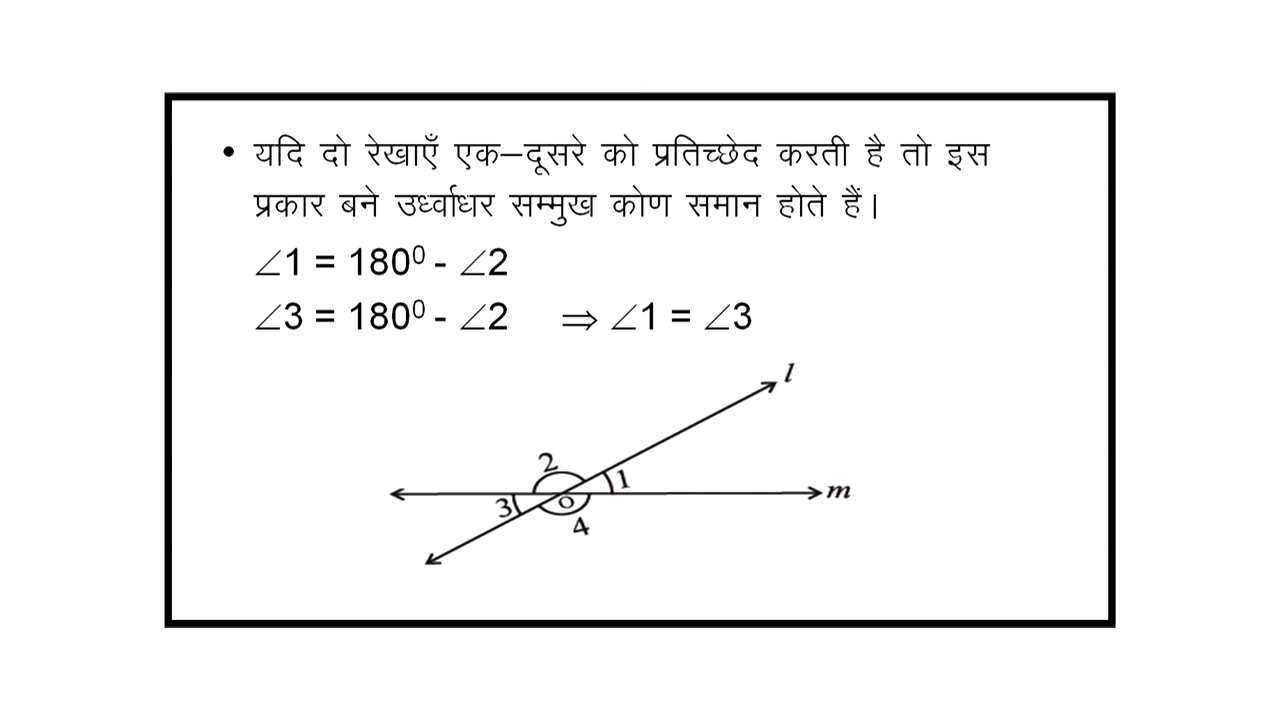 • यदि दो रेखाएँ एक–दूसरे को प्रतिच्छेद करती है तो इस
प्रकार बने उर्ध्वाधर सम्मुख कोण समान होते हैं।
∠1 = 180⁰ - ∠2
∠3 = 180⁰ - ∠2 ⇒ ∠1 = ∠3
l
2
1
m
3
O
4